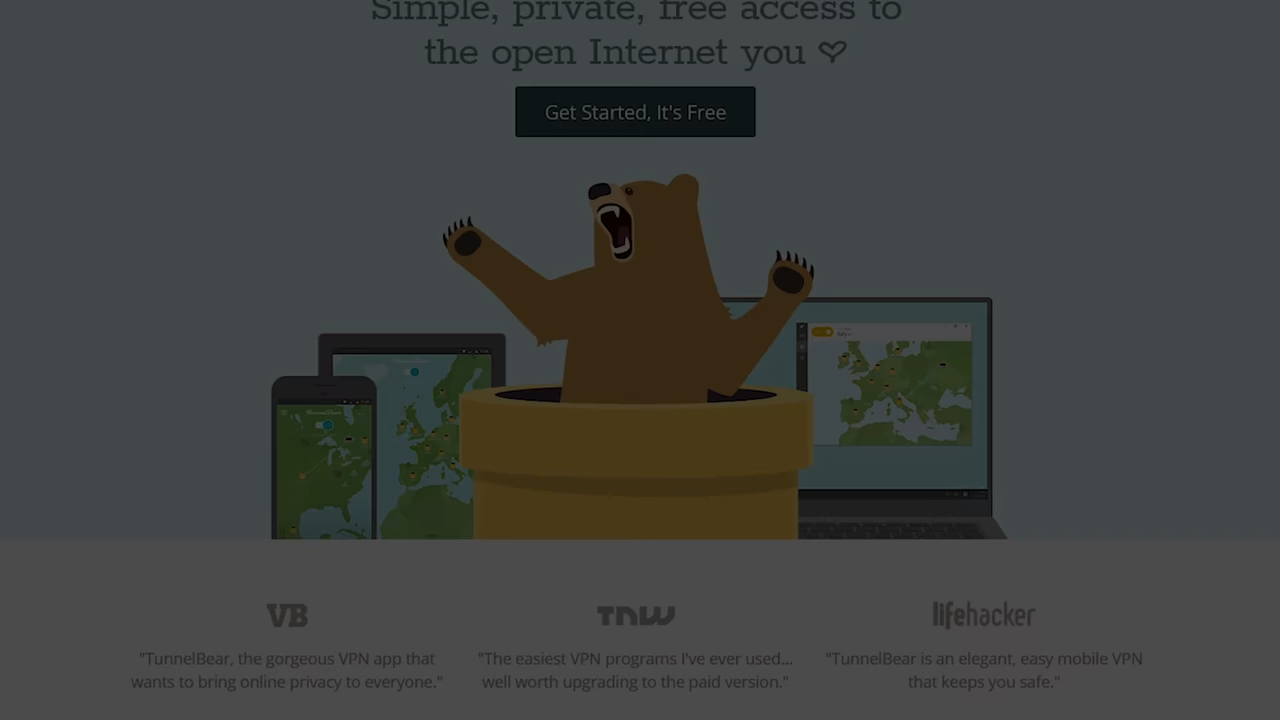 Simple, private, free access to
the open Internet you
Get Started, It's Free
VB
TNW
lifehacker
"TunnelBear, the gorgeous VPN app that
wants to bring online privacy to everyone."
"The easiest VPN programs I've ever used...
well worth upgrading to the paid version."
"TunnelBear is an elegant, easy mobile VPN
that keeps you safe."